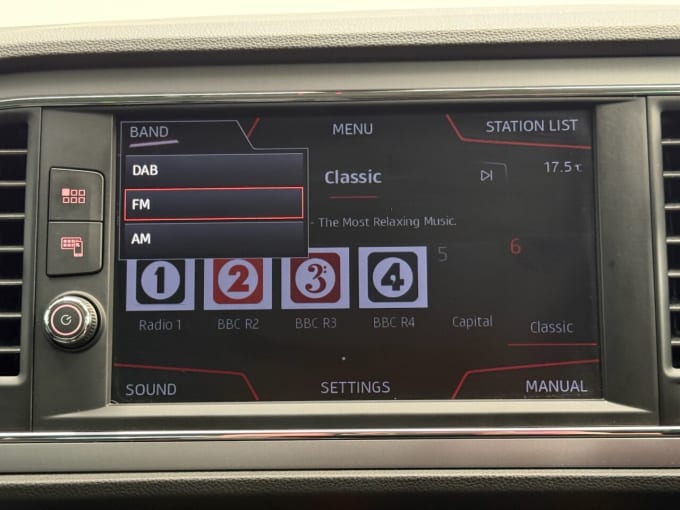 BAND MENU STATION LIST
DAB
Classic
17.5 °C
FM
- The Most Relaxing Music.
AM
5 6
1 2 3 4
Radio 1 BBC R2 BBC R3 BBC R4 Capital Classic
SOUND SETTINGS MANUAL